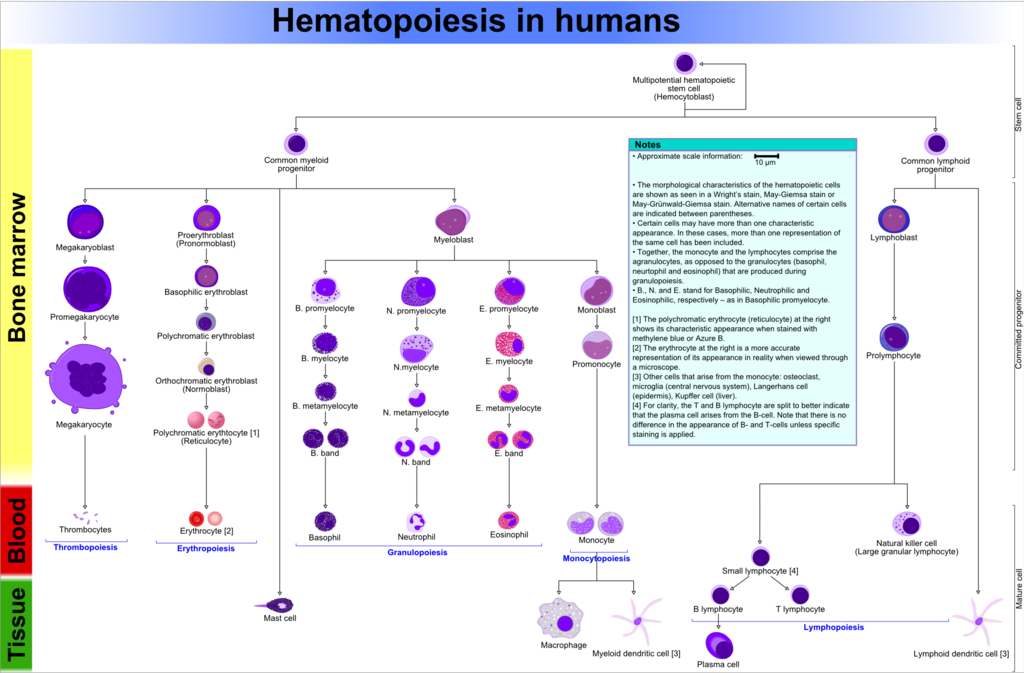 Hematopoiesis in humans
Bone marrow
Blood
Tissue
Stem cell
Committed progenitor
Mature cell
Multipotential hematopoietic
stem cell
(Hemocytoblast)
Common myeloid
progenitor
Common lymphoid
progenitor
Notes
• Approximate scale information:
10 µm
• The morphological characteristics of the hematopoietic cells
are shown as seen in a Wright's stain, May-Giemsa stain or
May-Grünwald-Giemsa stain. Alternative names of certain cells
are indicated between parentheses.
• Certain cells may have more than one characteristic
appearance. In these cases, more than one representation of
the same cell has been included.
• Together, the monocyte and the lymphocytes comprise the
agranulocytes, as opposed to the granulocytes (basophil,
neurtophil and eosinophil) that are produced during
granulopoiesis.
• B., N. and E. stand for Basophilic, Neutrophilic and
Eosinophilic, respectively – as in Basophilic promyelocyte.
[1] The polychromatic erythrocyte (reticulocyte) at the right
shows its characteristic appearance when stained with
methylene blue or Azure B.
[2] The erythrocyte at the right is a more accurate
representation of its appearance in reality when viewed through
a microscope.
[3] Other cells that arise from the monocyte: osteoclast,
microglia (central nervous system), Langerhans cell
(epidermis), Kupffer cell (liver).
[4] For clarity, the T and B lymphocyte are split to better indicate
that the plasma cell arises from the B-cell. Note that there is no
difference in the appearance of B- and T-cells unless specific
staining is applied.
Megakaryoblast
Promegakaryocyte
Megakaryocyte
Thrombocytes
Thrombopoiesis
Proerythroblast
(Pronormoblast)
Basophilic erythroblast
Polychromatic erythroblast
Orthochromatic erythroblast
(Normoblast)
Polychromatic erythtocyte [1]
(Reticulocyte)
Erythrocyte [2]
Erythropoiesis
Mast cell
Myeloblast
B. promyelocyte
B. myelocyte
B. metamyelocyte
B. band
Basophil
N. promyelocyte
N.myelocyte
N. metamyelocyte
N. band
Neutrophil
E. promyelocyte
E. myelocyte
E. metamyelocyte
E. band
Eosinophil
Granulopoiesis
Monoblast
Promonocyte
Monocyte
Monocytopoiesis
Macrophage
Myeloid dendritic cell [3]
Lymphoblast
Prolymphocyte
Natural killer cell
(Large granular lymphocyte)
Small lymphocyte [4]
B lymphocyte
T lymphocyte
Lymphopoiesis
Plasma cell
Lymphoid dendritic cell [3]